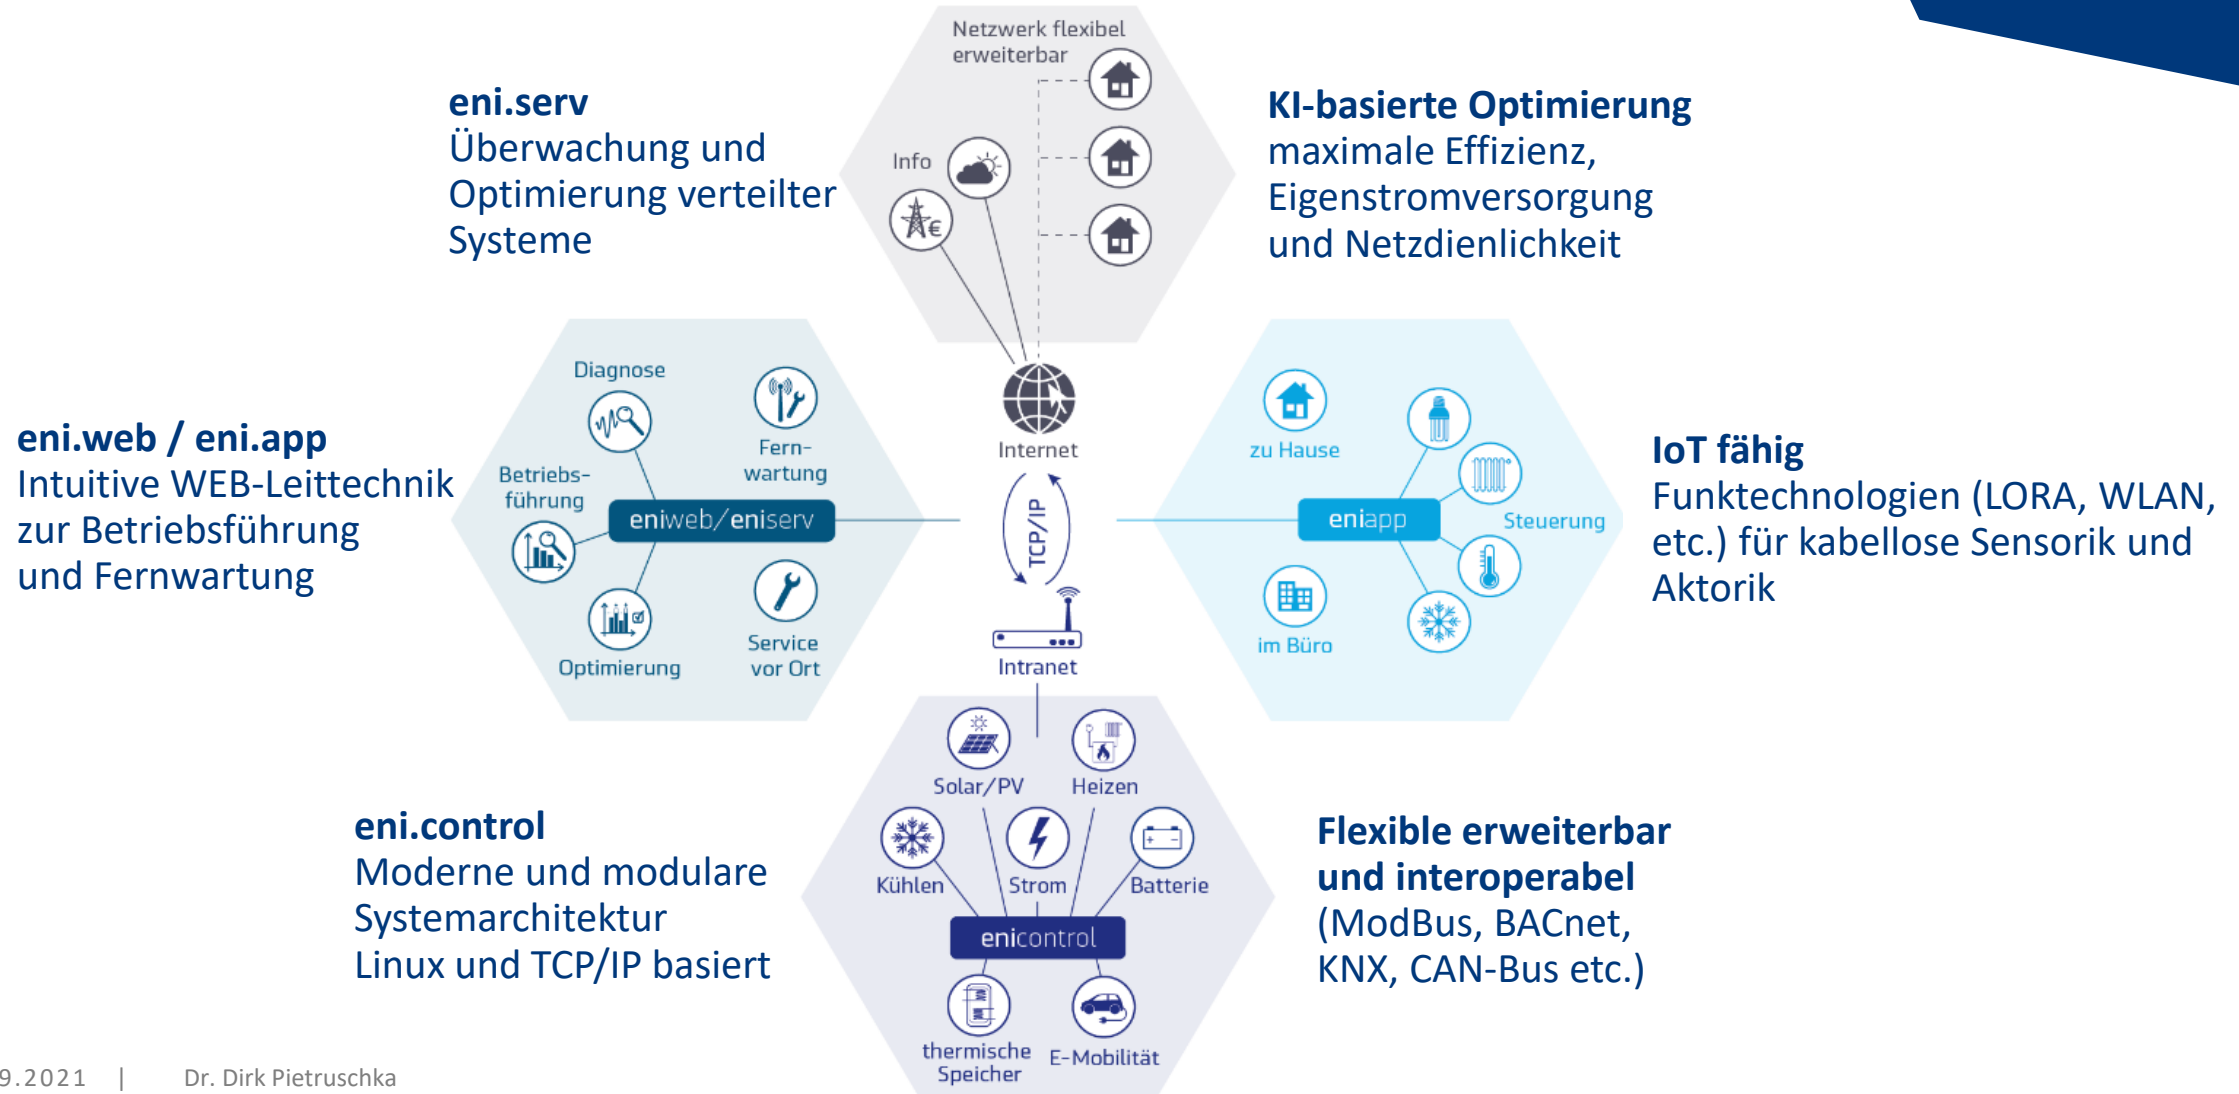 Netzwerk flexibel
erweiterbar
Info
eni.serv
Überwachung und
Optimierung verteilter
Systeme
KI-basierte Optimierung
maximale Effizienz,
Eigenstromversorgung
und Netzdienlichkeit
eni.web / eni.app
Intuitive WEB-Leittechnik
zur Betriebsführung
und Fernwartung
Diagnose
Fern-
wartung
Betriebs-
führung
eniweb/eniserv
Optimierung
Service
vor Ort
Internet
TCP/IP
Intranet
zu Hause
eniapp
Steuerung
im Büro
IoT fähig
Funktechnologien (LORA, WLAN,
etc.) für kabellose Sensorik und
Aktorik
eni.control
Moderne und modulare
Systemarchitektur
Linux und TCP/IP basiert
Solar/PV
Heizen
Kühlen
Strom
Batterie
enicontrol
thermische
Speicher
E-Mobilität
Flexible erweiterbar
und interoperabel
(ModBus, BACnet,
KNX, CAN-Bus etc.)
9.2021 | Dr. Dirk Pietruschka